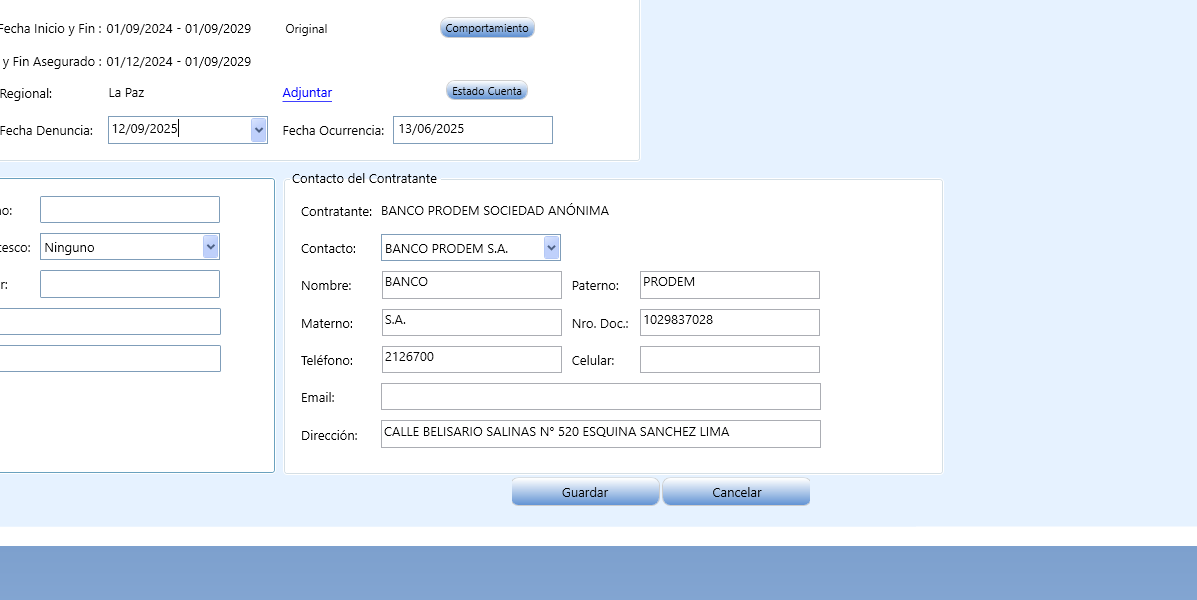 Fecha Inicio y Fin : 01/09/2024 - 01/09/2029 Original Comportamiento
y Fin Asegurado : 01/12/2024 - 01/09/2029
Regional: La Paz Adjuntar Estado Cuenta
Fecha Denuncia: 12/09/2025 Fecha Ocurrencia: 13/06/2025
Contacto del Contratante
no:
Contratante: BANCO PRODEM SOCIEDAD ANÓNIMA
tesco: Ninguno
Contacto: BANCO PRODEM S.A.
r:
Nombre: BANCO Paterno: PRODEM
Materno: S.A. Nro. Doc.: 1029837028
Teléfono: 2126700 Celular:
Email:
Dirección: CALLE BELISARIO SALINAS N° 520 ESQUINA SANCHEZ LIMA
Guardar Cancelar